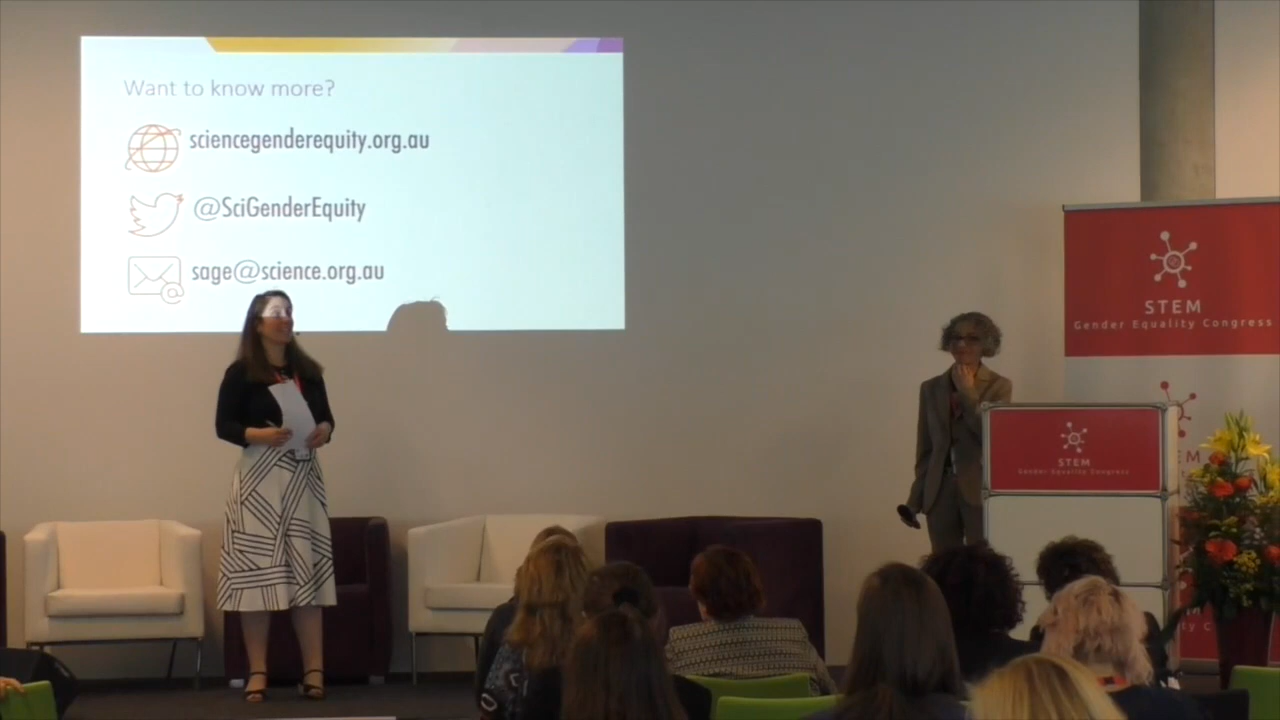 Want to know more?
sciencegenderequity.org.au
@SciGenderEquity
sage@science.org.au
STEM
Gender Equality Congress
STEM
Gender Equality Congress